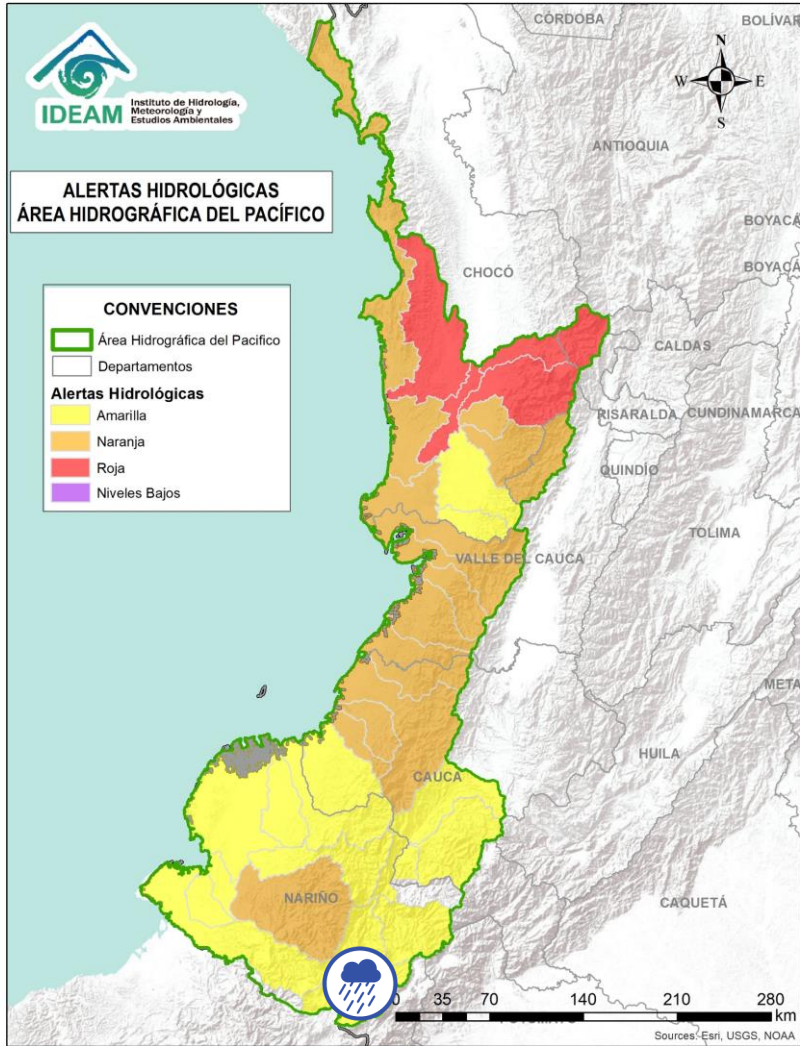 IDEAM
Instituto de Hidrología,
Meteorología y
Estudios Ambientales
ALERTAS HIDROLÓGICAS
ÁREA HIDROGRÁFICA DEL PACÍFICO
CONVENCIONES
Área Hidrográfica del Pacifico
Departamentos
Alertas Hidrológicas
Amarilla
Naranja
Roja
Niveles Bajos
N
W E
S
CÓRDOBA
BOLÍVAR
ANTIOQUIA
BOYACÁ
BOYACÁ
CHOCÓ
CALDAS
RISARALDA
CUNDINAMARCA
QUINDÍO
TOLIMA
VALLE DEL CAUCA
META
HUILA
CAUCA
NARIÑO
CAQUETÁ
0 35 70 140 210 280
km
Sources: Esri, USGS, NOAA